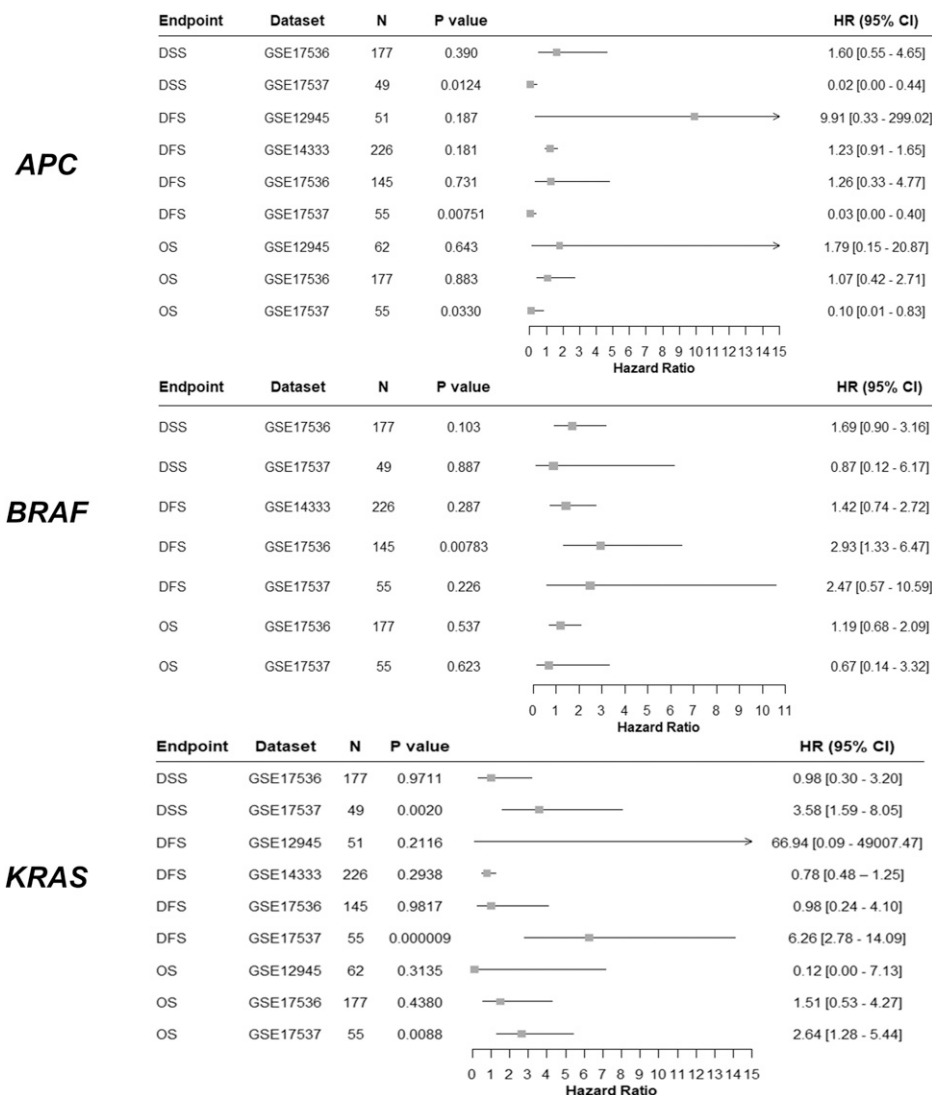 Endpoint Dataset N P value HR (95% CI)
DSS GSE17536 177 0.390 1.60 [0.55 - 4.65]
DSS GSE17537 49 0.0124 0.02 [0.00 - 0.44]
DFS GSE12945 51 0.187 9.91 [0.33 - 299.02]
DFS GSE14333 226 0.181 1.23 [0.91 - 1.65]
APC
DFS GSE17536 145 0.731 1.26 [0.33 - 4.77]
DFS GSE17537 55 0.00751 0.03 [0.00 - 0.40]
OS GSE12945 62 0.643 1.79 [0.15 - 20.87]
OS GSE17536 177 0.883 1.07 [0.42 - 2.71]
OS GSE17537 55 0.0330 0.10 [0.01 - 0.83]
0 1 2 3 4 5 6 7 8 9 10 11 12 13 14 15
Hazard Ratio
Endpoint Dataset N P value HR (95% CI)
DSS GSE17536 177 0.103 1.69 [0.90 - 3.16]
DSS GSE17537 49 0.887 0.87 [0.12 - 6.17]
BRAF DFS GSE14333 226 0.287 1.42 [0.74 - 2.72]
DFS GSE17536 145 0.00783 2.93 [1.33 - 6.47]
DFS GSE17537 55 0.226 2.47 [0.57 - 10.59]
OS GSE17536 177 0.537 1.19 [0.68 - 2.09]
OS GSE17537 55 0.623 0.67 [0.14 - 3.32]
0 1 2 3 4 5 6 7 8 9 10 11
Hazard Ratio
Endpoint Dataset N P value HR (95% CI)
DSS GSE17536 177 0.9711 0.98 [0.30 - 3.20]
DSS GSE17537 49 0.0020 3.58 [1.59 - 8.05]
DFS GSE12945 51 0.2116 66.94 [0.09 - 49007.47]
KRAS DFS GSE14333 226 0.2938 0.78 [0.48 – 1.25]
DFS GSE17536 145 0.9817 0.98 [0.24 - 4.10]
DFS GSE17537 55 0.000009 6.26 [2.78 - 14.09]
OS GSE12945 62 0.3135 0.12 [0.00 - 7.13]
OS GSE17536 177 0.4380 1.51 [0.53 - 4.27]
OS GSE17537 55 0.0088 2.64 [1.28 - 5.44]
0 1 2 3 4 5 6 7 8 9 10 11 12 13 14 15
Hazard Ratio